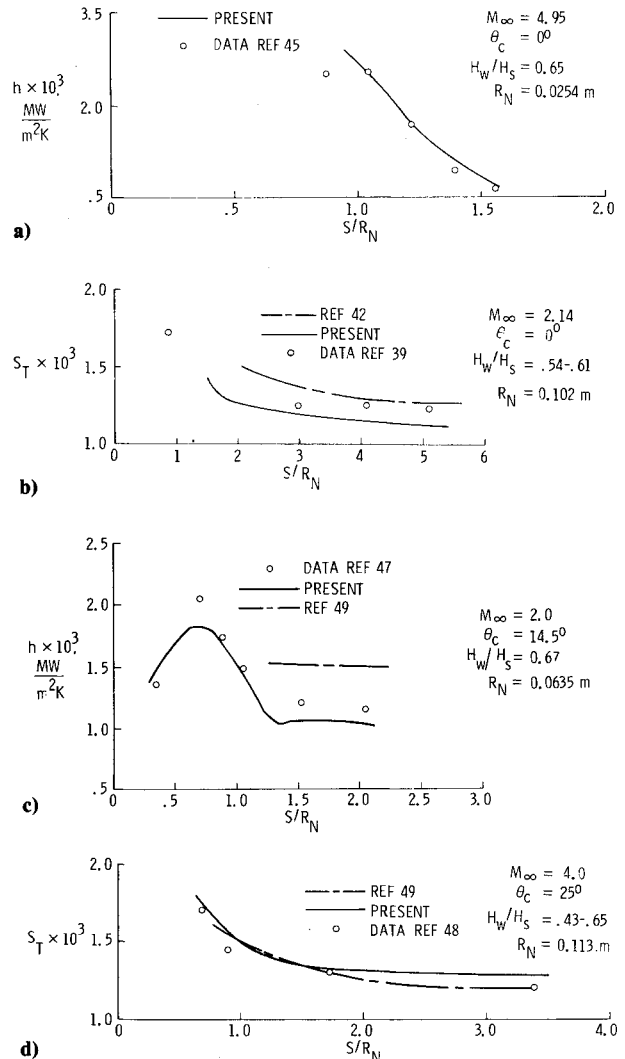 PRESENT
DATA REF 45
M∞ = 4.95
θc = 0⁰
HW/HS = 0.65
RN = 0.0254 m
h × 10³,
MW
m²K
3.5
2.0
.5
0 .5 1.0 1.5 2.0
S/RN
a)
REF 42
PRESENT
DATA REF 39
M∞ = 2.14
θc = 0⁰
HW/HS = .54-.61
RN = 0.102 m
ST × 10³
2.0
1.5
1.0
0 1 2 3 4 5 6
S/RN
b)
DATA REF 47
PRESENT
REF 49
M∞ = 2.0
θc = 14.5⁰
HW/HS = 0.67
RN = 0.0635 m
h × 10³,
MW
m²K
2.5
2.0
1.5
1.0
.5
0 .5 1.0 1.5 2.0 2.5 3.0
S/RN
c)
REF 49
PRESENT
DATA REF 48
M∞ = 4.0
θc = 25⁰
HW/HS = .43-.65
RN = 0.113 m
ST × 10³
2.0
1.5
1.0
0 1.0 2.0 3.0 4.0
S/RN
d)